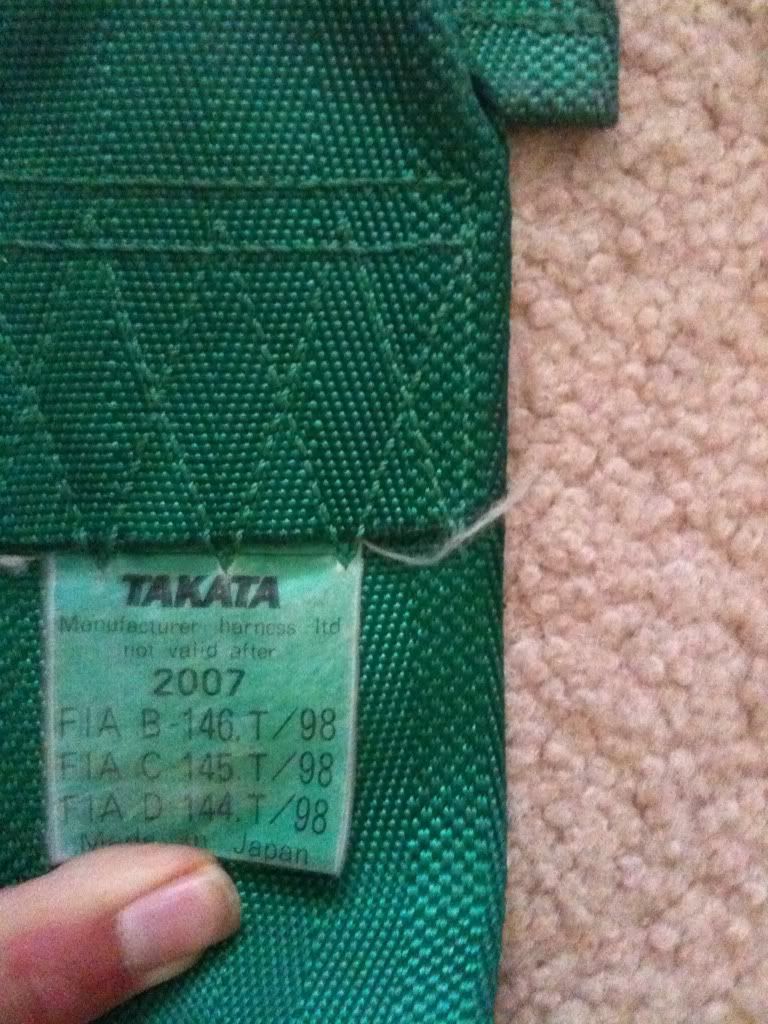 TAKATA
Manufacturer harness ltd
not valid after
2007
FIA B-146.T/98
FIA C-145.T/98
FIA D-144.T/98
Made in Japan